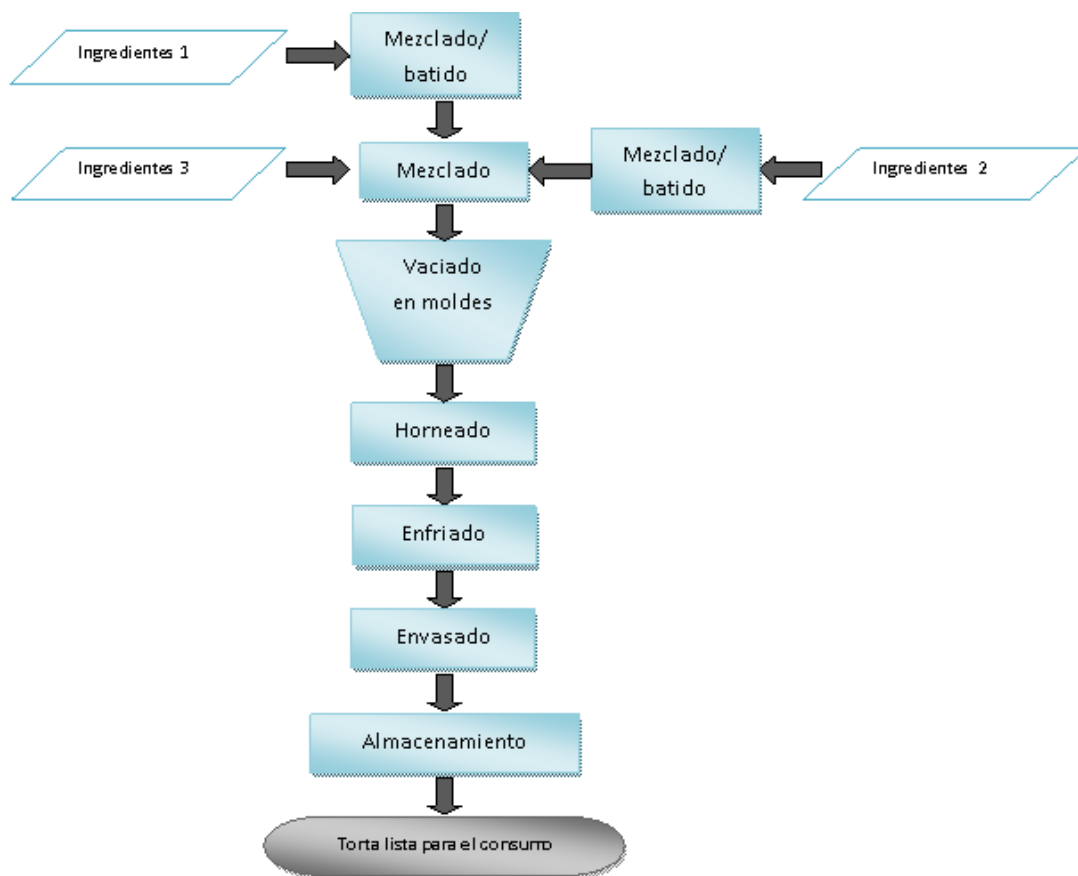 Ingredientes 1
Mezclado/
batido
Ingredientes 3
Mezclado
Mezclado/
batido
Ingredientes 2
Vaciado
en moldes
Horneado
Enfriado
Envasado
Almacenamiento
Torta lista para el consumo